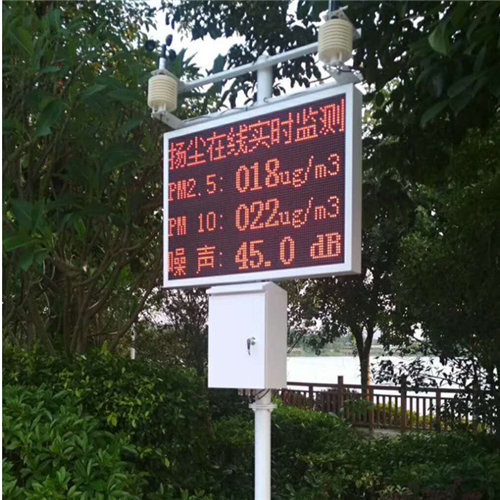 扬尘在线实时监测
PM2.5: 018ug/m3
PM 10: 022ug/m3
噪 声: 45.0 dB